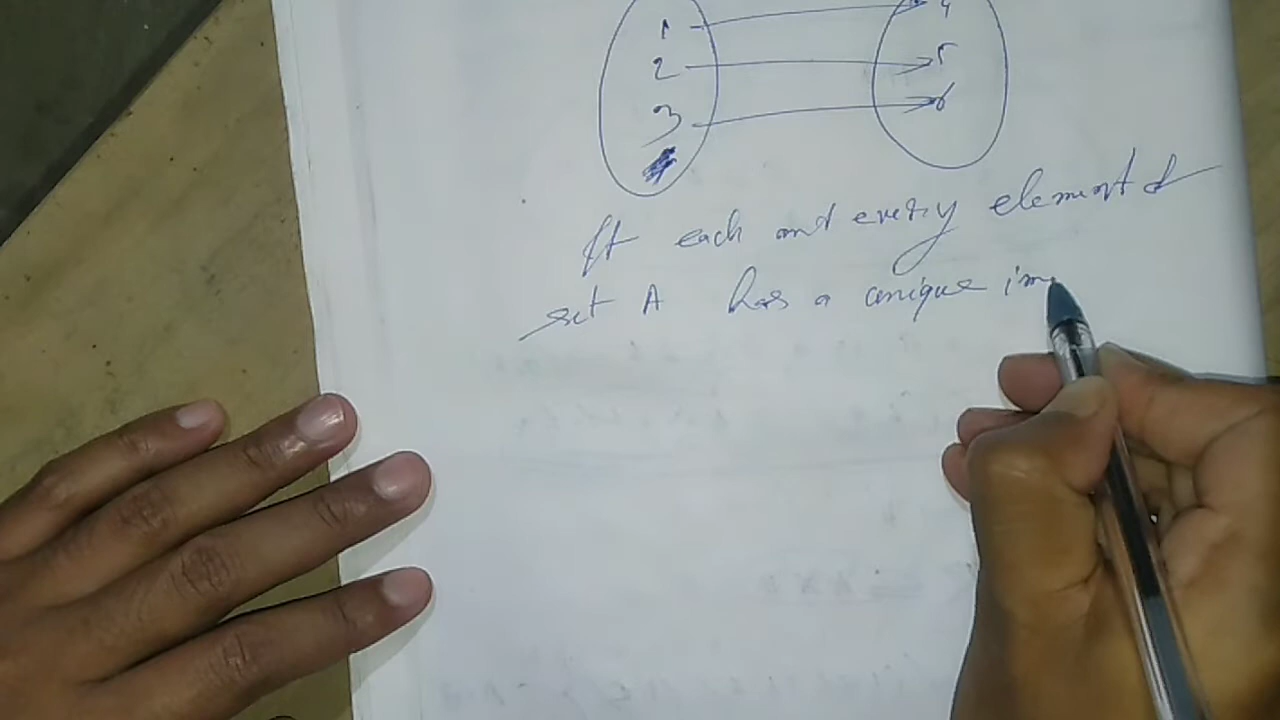 1 4
2 5
3 6
If each and every element of
set A has a unique im